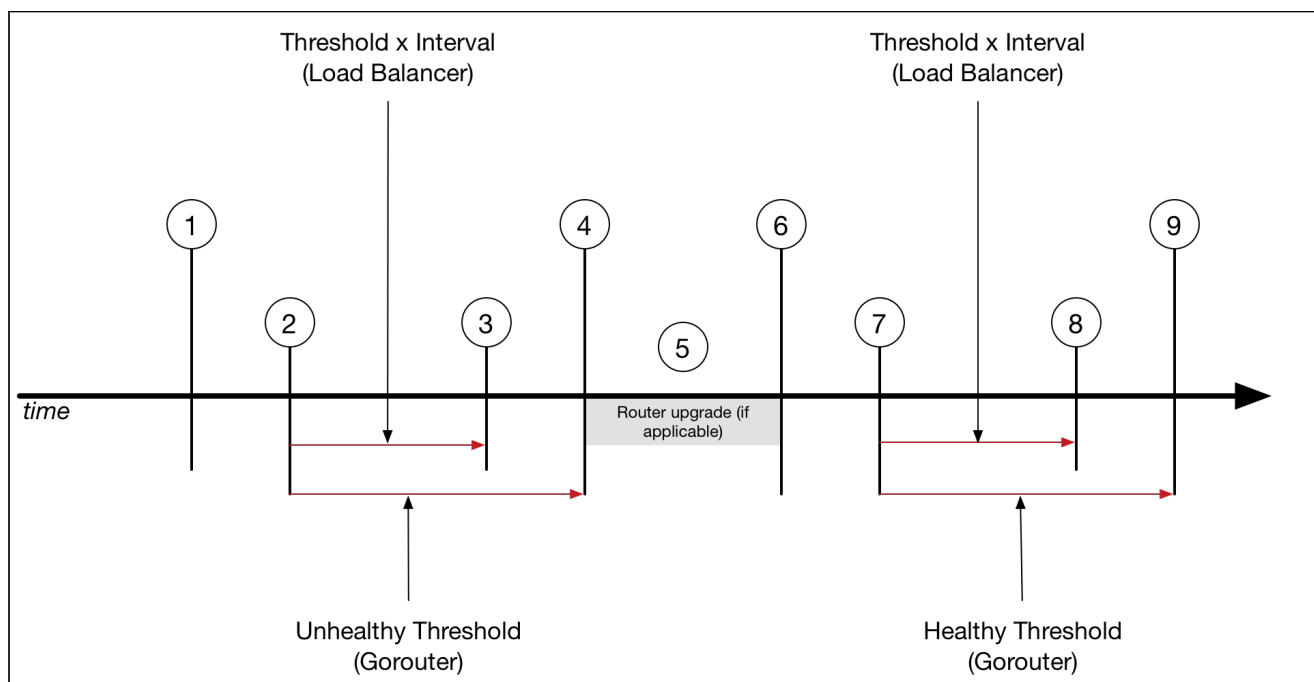 Threshold x Interval
(Load Balancer)
Threshold x Interval
(Load Balancer)
1
4
6
9
2
3
7
8
5
time
Router upgrade (if
applicable)
Unhealthy Threshold
(Gorouter)
Healthy Threshold
(Gorouter)